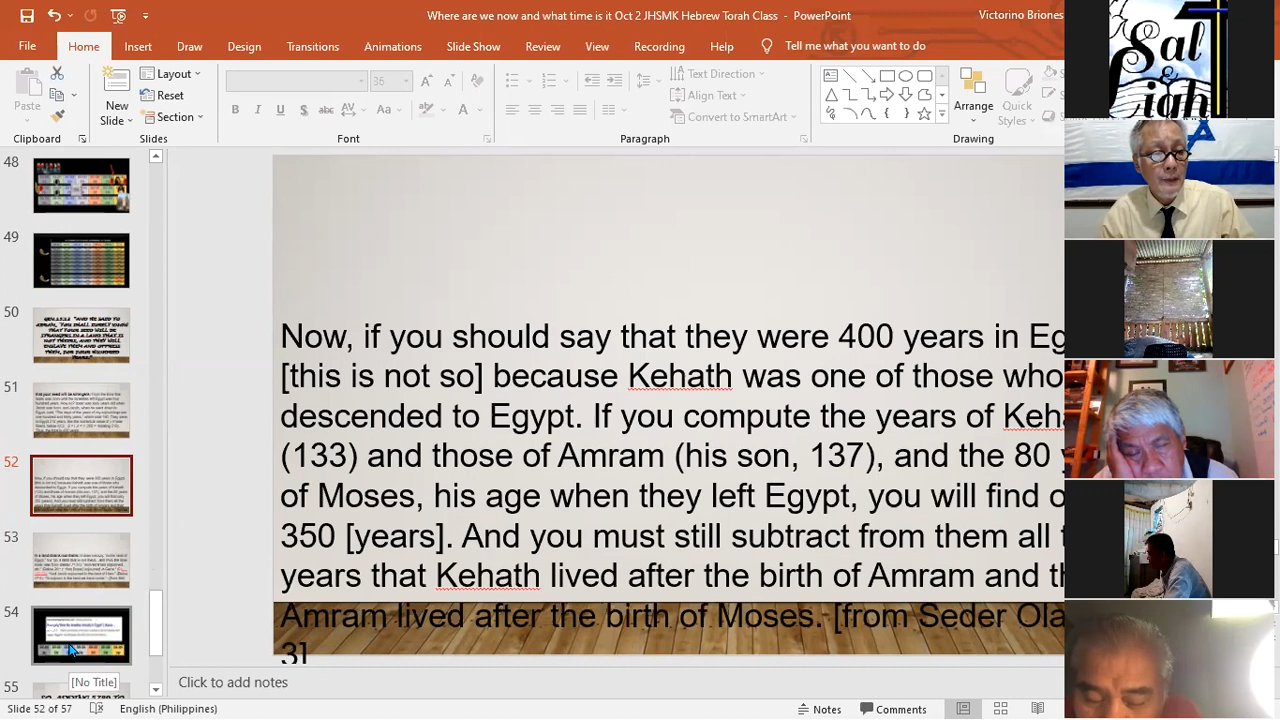 Where are we now and what time is it Oct 2 JHSMK Hebrew Torah Class - PowerPoint
Victorino Briones
File Home Insert Draw Design Transitions Animations Slide Show Review View Recording Help Tell me what you want to do
Paste
New Slide
Layout
Reset
Section
36
Text Direction
Align Text
Convert to SmartArt
Arrange
Quick Styles
Clipboard Slides Font Paragraph Drawing
Sal
&
Ligh
48
49
50
51
52
53
54
55
[No Title]
Now, if you should say that they were 400 years in Eg
[this is not so] because Kehath was one of those who
descended to Egypt. If you compute the years of Keha
(133) and those of Amram (his son, 137), and the 80 y
of Moses, his age when they left Egypt, you will find o
350 [years]. And you must still subtract from them all t
years that Kehath lived after the birth of Amram and th
Amram lived after the birth of Moses. [from Seder Ola
3]
Click to add notes
Slide 52 of 57 English (Philippines) Notes Comments